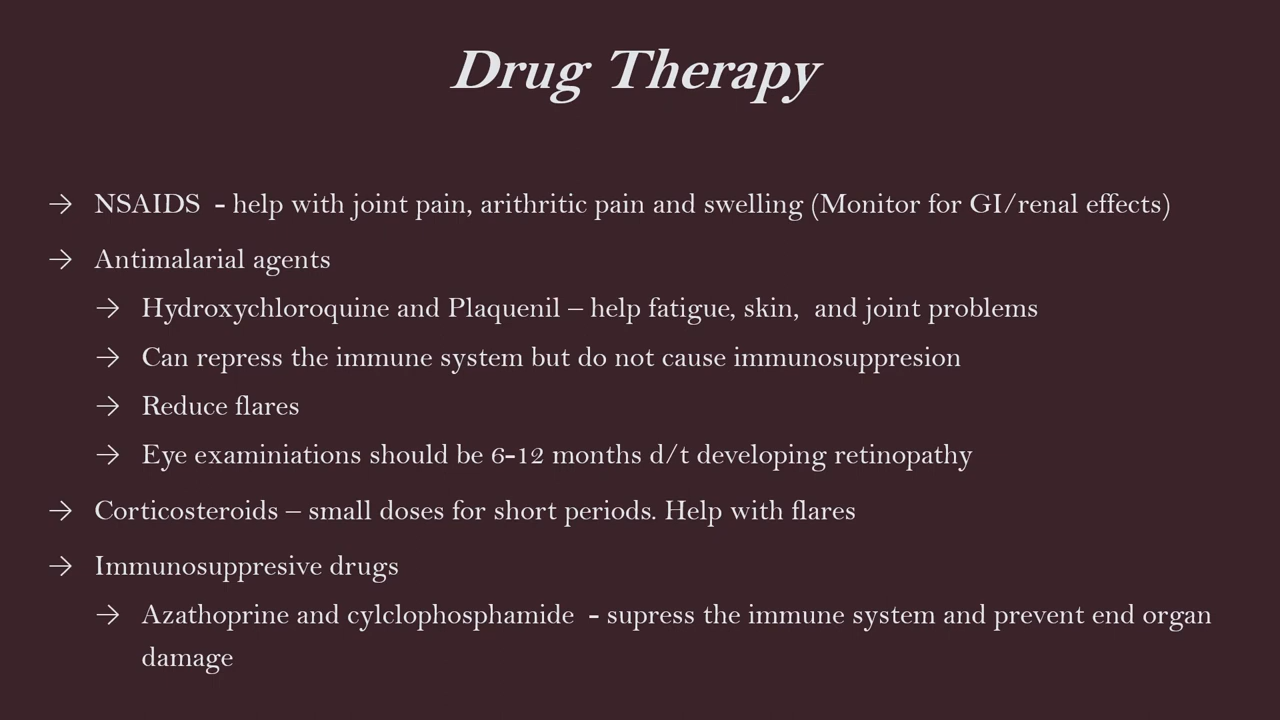 Drug Therapy
→ NSAIDS - help with joint pain, arithritic pain and swelling (Monitor for GI/renal effects)
→ Antimalarial agents
→ Hydroxychloroquine and Plaquenil – help fatigue, skin, and joint problems
→ Can repress the immune system but do not cause immunosuppresion
→ Reduce flares
→ Eye examiniations should be 6-12 months d/t developing retinopathy
→ Corticosteroids – small doses for short periods. Help with flares
→ Immunosuppresive drugs
→ Azathoprine and cylclophosphamide - supress the immune system and prevent end organ
damage